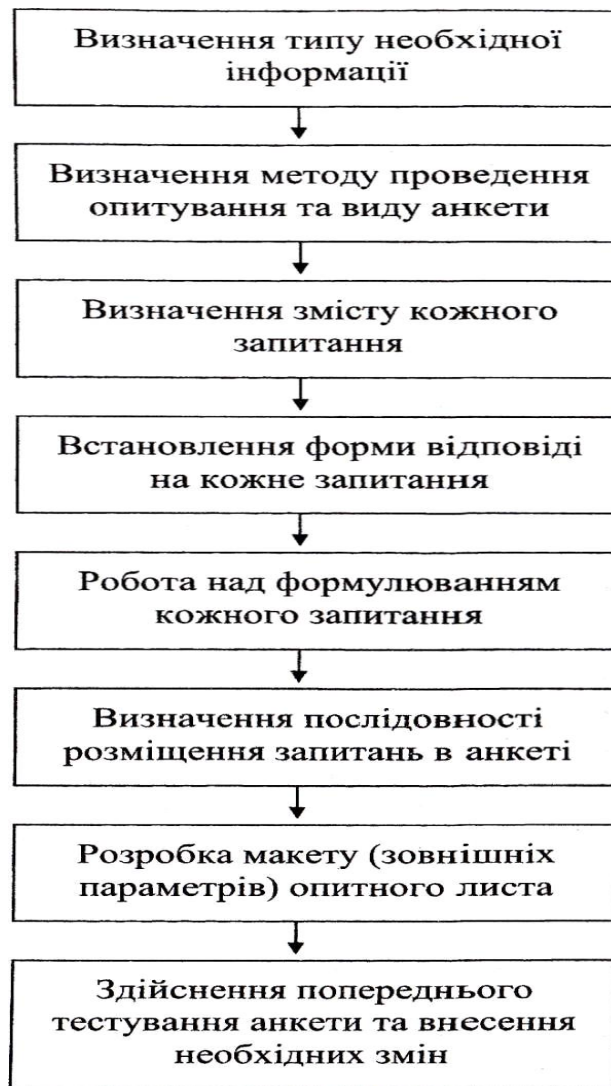 Визначення типу необхідної
інформації
Визначення методу проведення
опитування та виду анкети
Визначення змісту кожного
запитання
Встановлення форми відповіді
на кожне запитання
Робота над формулюванням
кожного запитання
Визначення послідовності
розміщення запитань в анкеті
Розробка макету (зовнішніх
параметрів) опитного листа
Здійснення попереднього
тестування анкети та внесення
необхідних змін